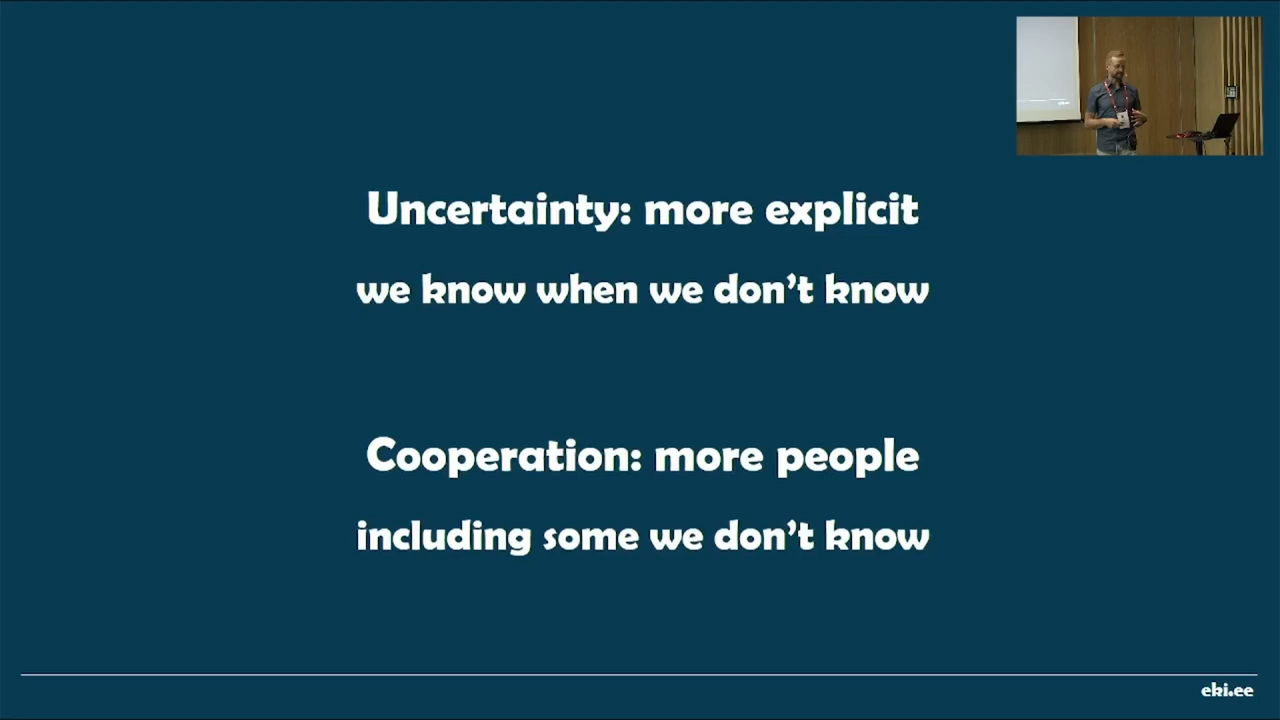 Uncertainty: more explicit
we know when we don't know
Cooperation: more people
including some we don't know
eki.ee